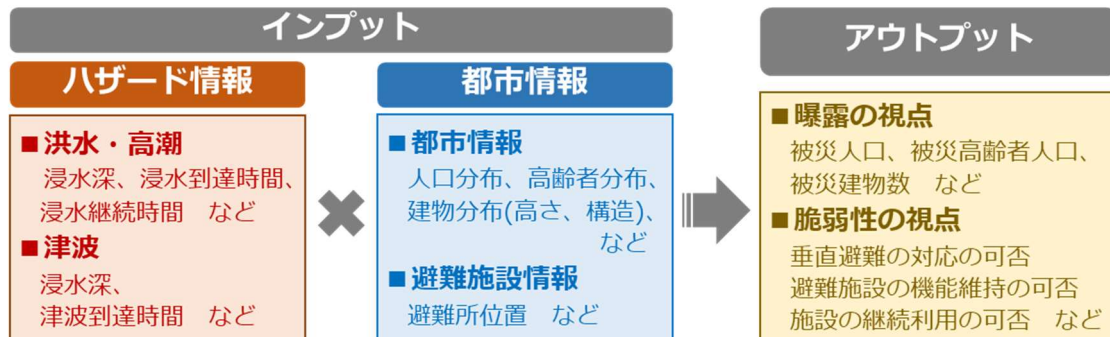 インプット
ハザード情報
■洪水・高潮
浸水深、浸水到達時間、
浸水継続時間　など
■津波
浸水深、
津波到達時間　など
都市情報
■都市情報
人口分布、高齢者分布、
建物分布(高さ、構造)、
など
■避難施設情報
避難所位置　など
アウトプット
■曝露の視点
被災人口、被災高齢者人口、
被災建物数　など
■脆弱性の視点
垂直避難の対応の可否
避難施設の機能維持の可否
施設の継続利用の可否　など